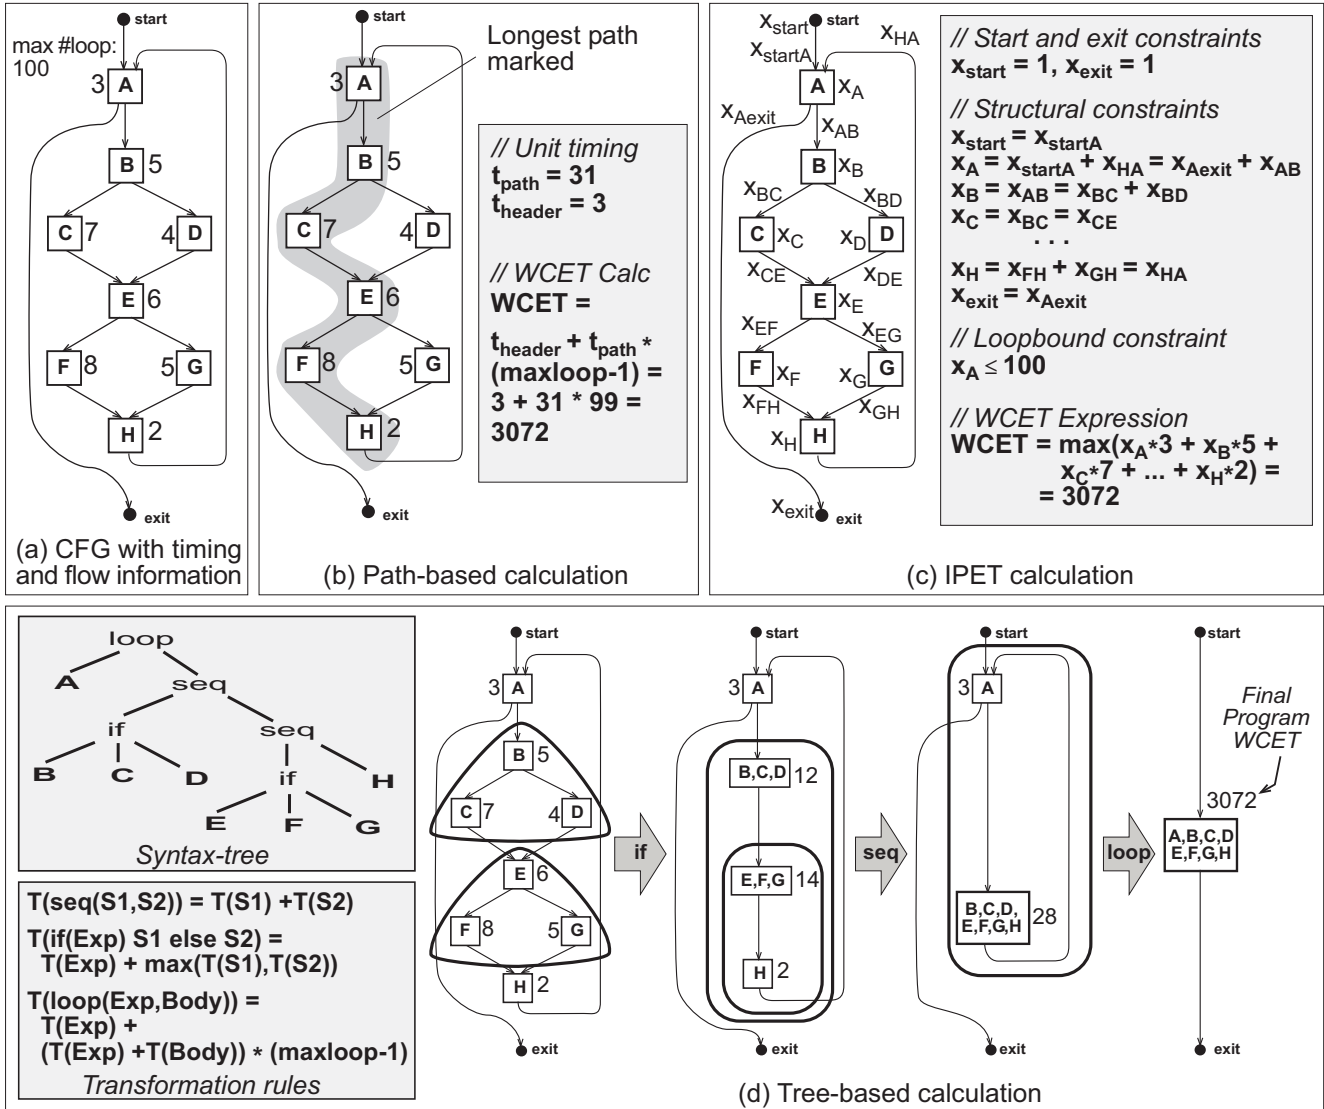 start
max #loop:
100
3 A
B 5
C 7
4 D
E 6
F 8
5 G
H 2
exit
(a) CFG with timing
and flow information
start
Longest path
marked
3 A
B 5
C 7
4 D
E 6
F 8
5 G
H 2
exit
// Unit timing
t_path = 31
t_header = 3
// WCET Calc
WCET =
t_header + t_path *
(maxloop-1) =
3 + 31 * 99 =
3072
(b) Path-based calculation
x_start start
x_HA
x_startA
A x_A
x_Aexit
x_AB
B x_B
x_BC x_BD
C x_C x_D D
x_CE x_DE
E x_E
x_EF x_EG
F x_F x_G G
x_FH x_GH
x_H H
x_exit exit
// Start and exit constraints
x_start = 1, x_exit = 1
// Structural constraints
x_start = x_startA
x_A = x_startA + x_HA = x_Aexit + x_AB
x_B = x_AB = x_BC + x_BD
x_C = x_BC = x_CE
. . .
x_H = x_FH + x_GH = x_HA
x_exit = x_Aexit
// Loopbound constraint
x_A ≤ 100
// WCET Expression
WCET = max(x_A*3 + x_B*5 +
x_C*7 + ... + x_H*2) =
= 3072
(c) IPET calculation
loop
A seq
if seq
B C D if H
E F G
Syntax-tree
T(seq(S1,S2)) = T(S1) +T(S2)
T(if(Exp) S1 else S2) =
T(Exp) + max(T(S1),T(S2))
T(loop(Exp,Body)) =
T(Exp) +
(T(Exp) +T(Body)) * (maxloop-1)
Transformation rules
start
3 A
B 5
C 7
4 D
E 6
F 8
5 G
H 2
exit
if
start
3 A
B,C,D 12
E,F,G 14
H 2
exit
seq
start
3 A
B,C,D,
E,F,G,H
28
exit
loop
start
Final
Program
WCET
3072
A,B,C,D
E,F,G,H
exit
(d) Tree-based calculation